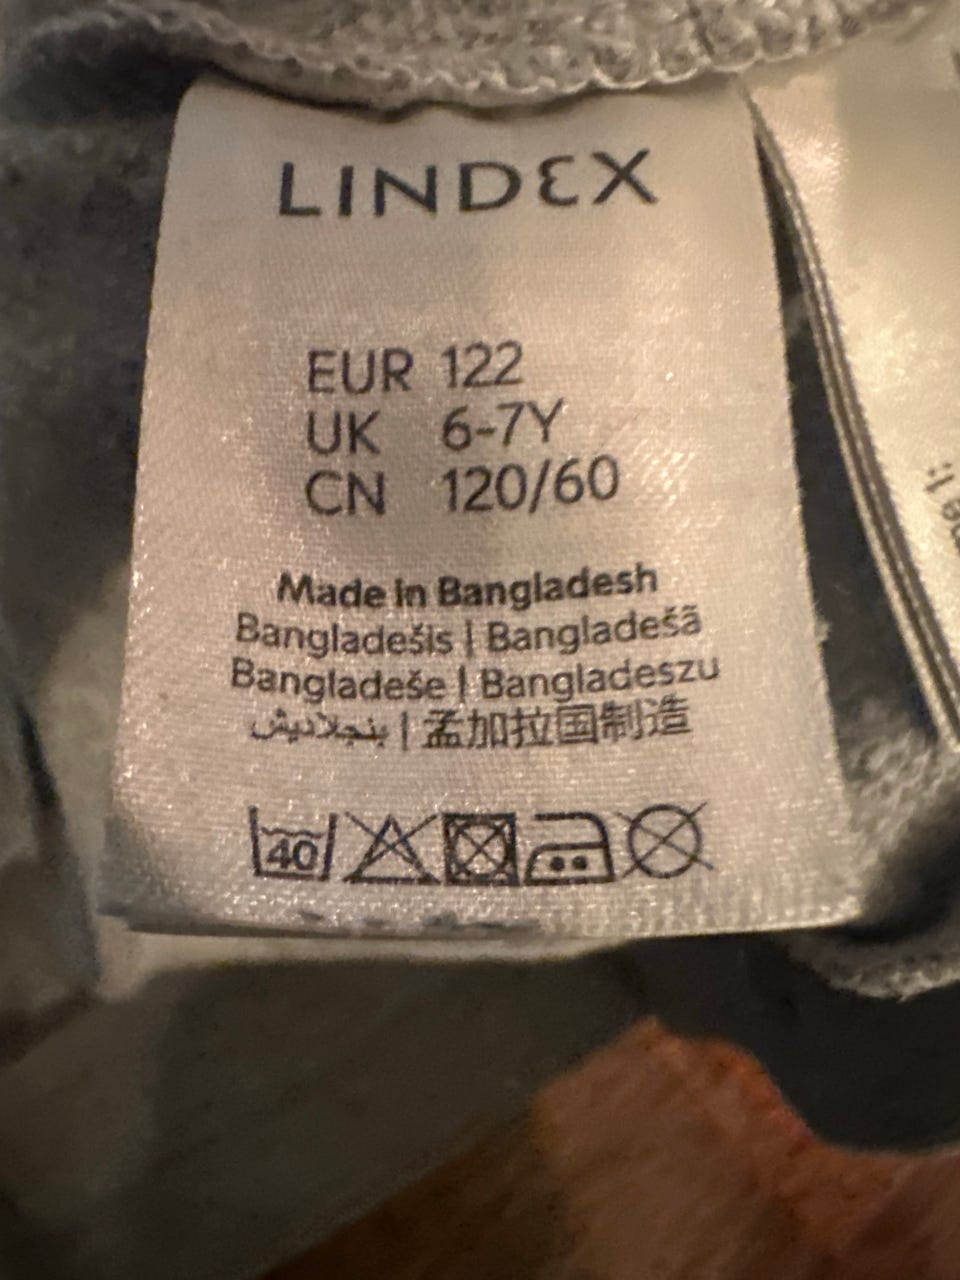 LINDEX
EUR 122
UK 6-7Y
CN 120/60
Made in Bangladesh
Bangladešis | Bangladešā
Bangladeše | Bangladeszu
بنجلاديش | 孟加拉国制造
40